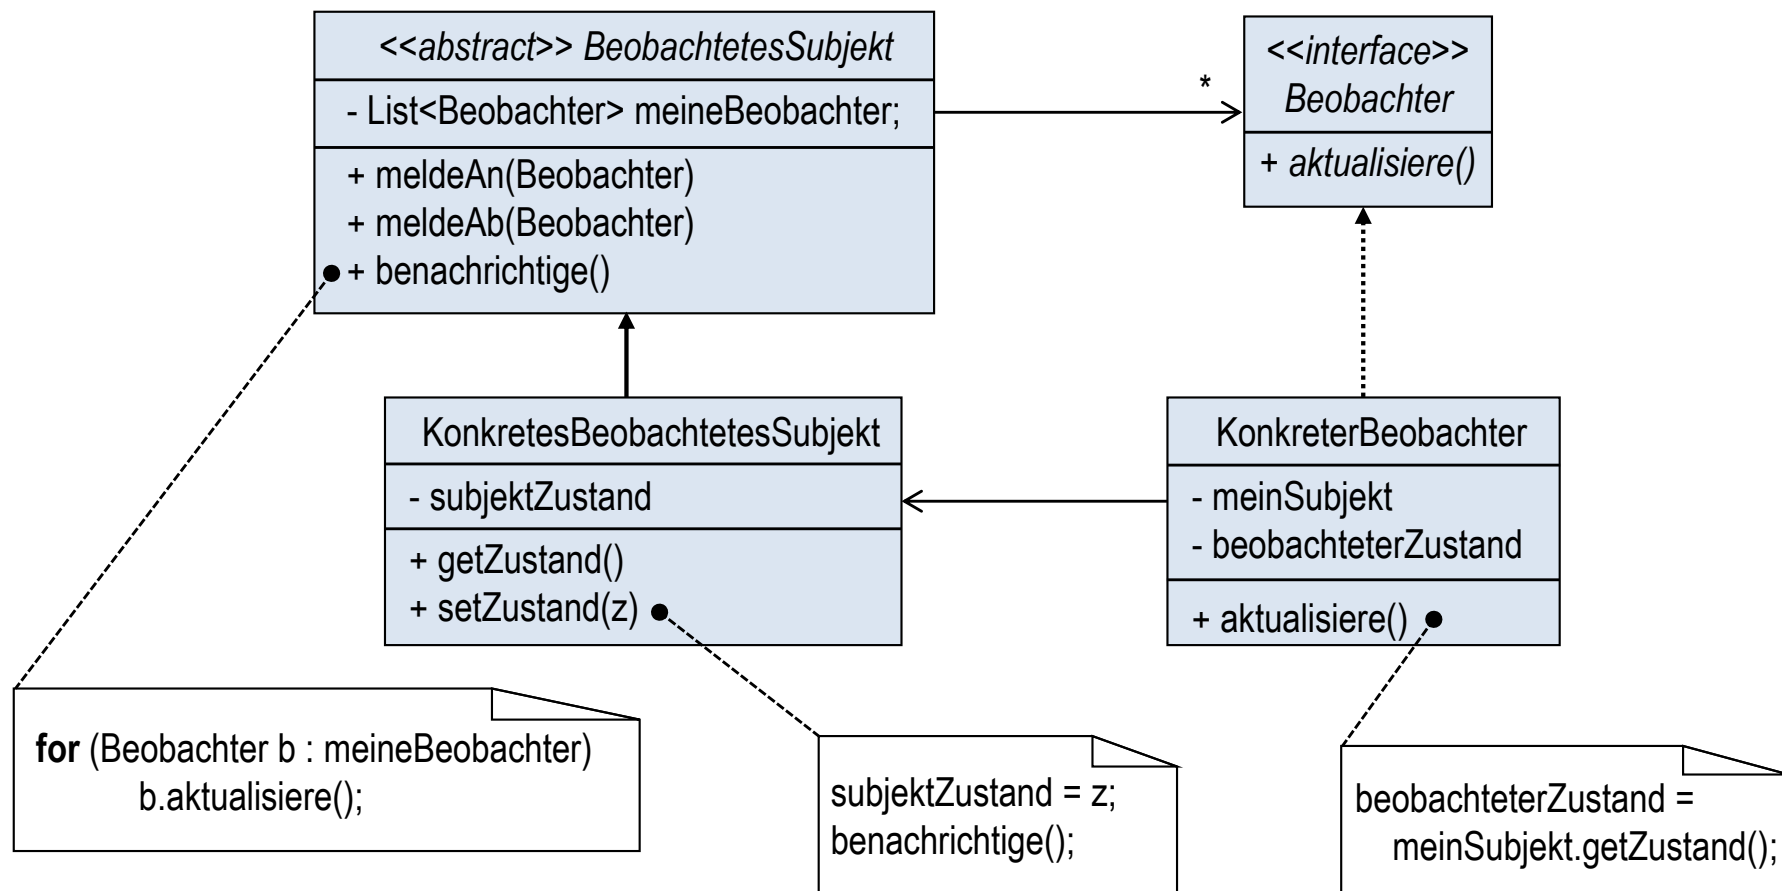 <<abstract>> BeobachtetesSubjekt
- List<Beobachter> meineBeobachter;
+ meldeAn(Beobachter)
+ meldeAb(Beobachter)
+ benachrichtige()
*
<<interface>>
Beobachter
+ aktualisiere()
KonkretesBeobachtetesSubjekt
- subjektZustand
+ getZustand()
+ setZustand(z)
KonkreterBeobachter
- meinSubjekt
- beobachteterZustand
+ aktualisiere()
for (Beobachter b : meineBeobachter)
b.aktualisiere();
subjektZustand = z;
benachrichtige();
beobachteterZustand =
meinSubjekt.getZustand();